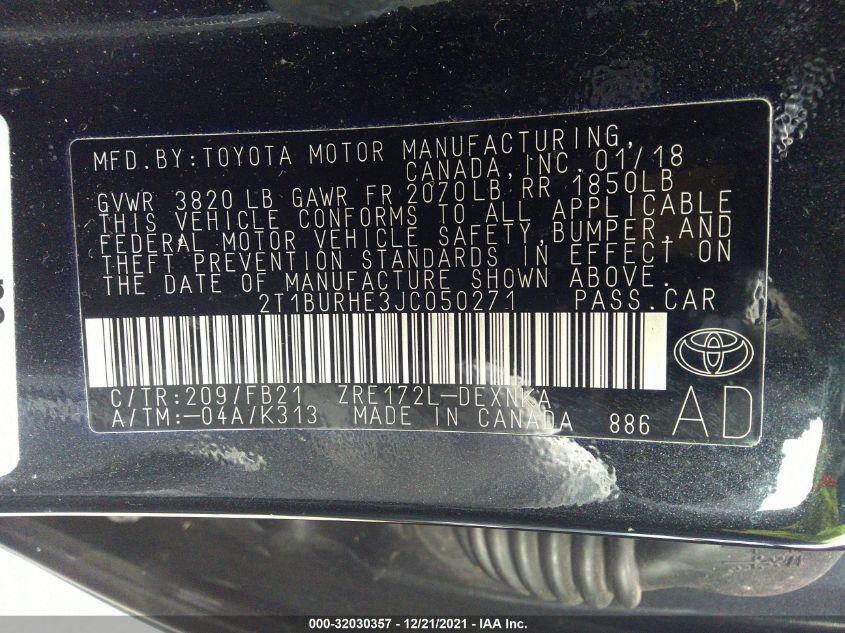 MFD.BY:TOYOTA MOTOR MANUFACTURING,
CANADA,INC.01/18
GVWR 3820 LB GAWR FR 2070LB RR 1850LB
THIS VEHICLE CONFORMS TO ALL APPLICABLE
FEDERAL MOTOR VEHICLE SAFETY,BUMPER,AND
THEFT PREVENTION STANDARDS IN EFFECT ON
THE DATE OF MANUFACTURE SHOWN ABOVE.
2T1BURHE3JC050271 PASS.CAR
C/TR:209/FB21 ZRE172L-DEXNKA
A/TM:-04A/K313 MADE IN CANADA 886 AD
000-32030357 - 12/21/2021 - IAA Inc.